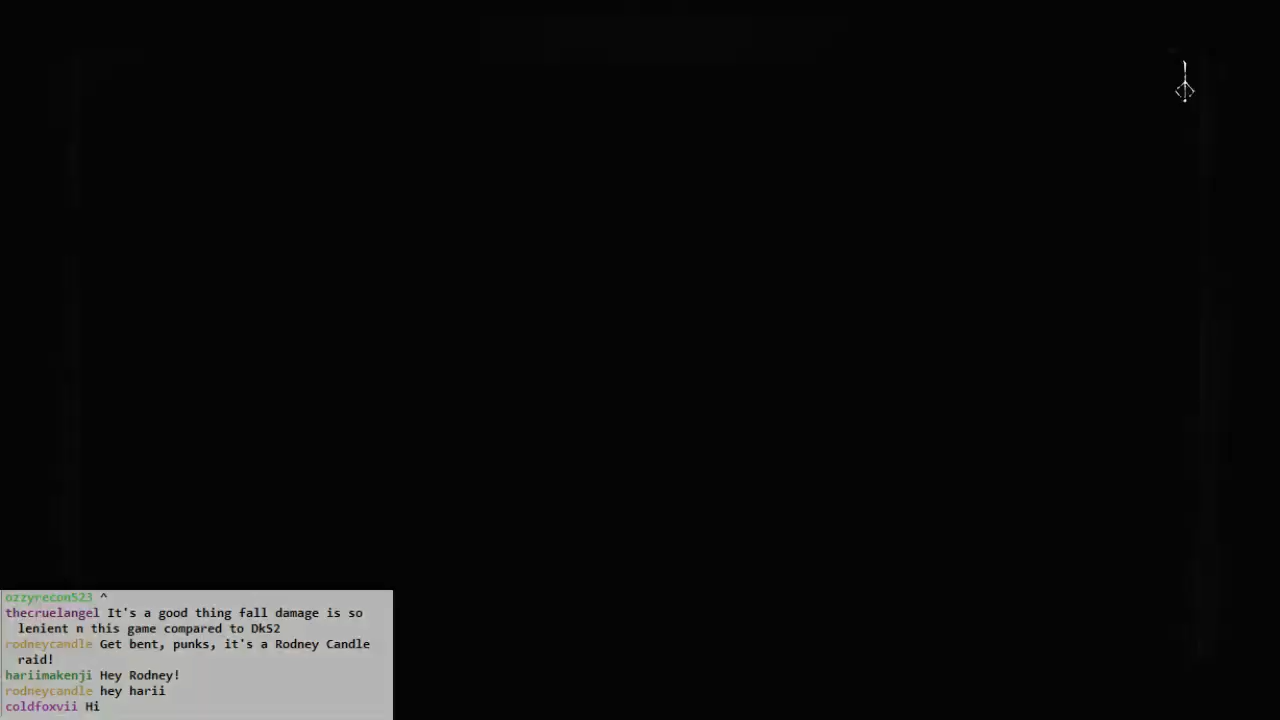 ozzyrecon523 ^
thecruelangel It's a good thing fall damage is so
lenient n this game compared to DkS2
rodneycandle Get bent, punks, it's a Rodney Candle
raid!
hariimakenji Hey Rodney!
rodneycandle hey harii
coldfoxvii Hi